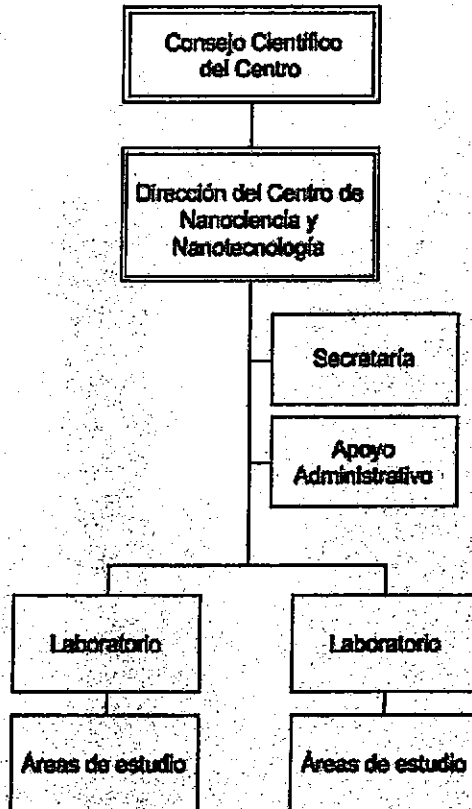 Consejo Científico
del Centro
Dirección del Centro de
Nanociencia y
Nanotecnología
Secretaría
Apoyo
Administrativo
Laboratorio
Laboratorio
Áreas de estudio
Áreas de estudio